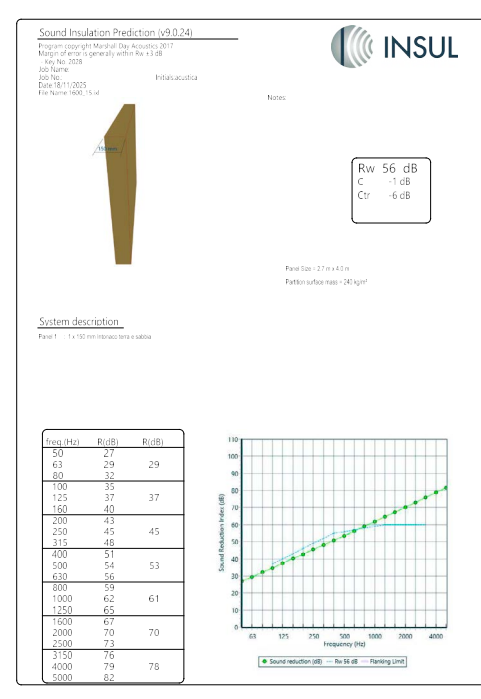 Sound Insulation Prediction (v9.0.24)
INSUL
Program copyright Marshall Day Acoustics 2017
Margin of error is generally within Rw ±3 dB
- Key No. 2028
Job Name:
Job No.: Initials:acustica
Date:18/11/2025
File Name:1600, 15.ixl
Notes:
150 mm
Rw 56 dB
C -1 dB
Ctr -6 dB
Panel Size = 2.7 m x 4.0 m
Partition surface mass = 240 kg/m²
System description
Panel 1 : 1 x 150 mm Intonaco terra e sabbia
freq.(Hz) R(dB) R(dB)
50 27
63 29 29
80 32
100 35
125 37 37
160 40
200 43
250 45 45
315 48
400 51
500 54 53
630 56
800 59
1000 62 61
1250 65
1600 67
2000 70 70
2500 73
3150 76
4000 79 78
5000 82
Sound Reduction Index (dB)
110
100
90
80
70
60
50
40
30
20
10
0
63 125 250 500 1000 2000 4000
Frequency (Hz)
Sound reduction (dB) Rw 56 dB Flanking Limit